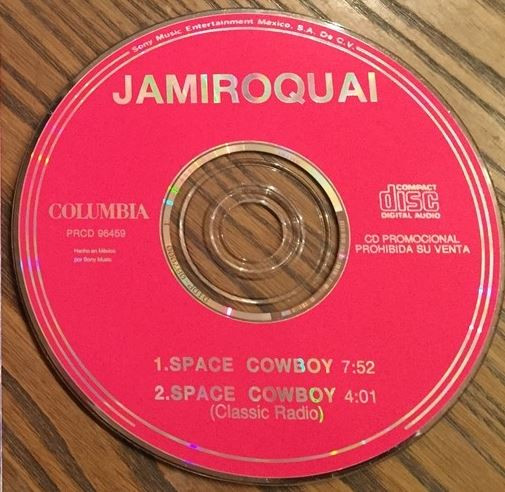 Sony Music Entertainment México, S.A. De C.V.
JAMIROQUAI
COLUMBIA
PRCD 96459
Hecho en México
por Sony Music
COMPACT
disc
DIGITAL AUDIO
CD PROMOCIONAL
PROHIBIDA SU VENTA
1.SPACE COWBOY 7:52
2.SPACE COWBOY 4:01
(Classic Radio)